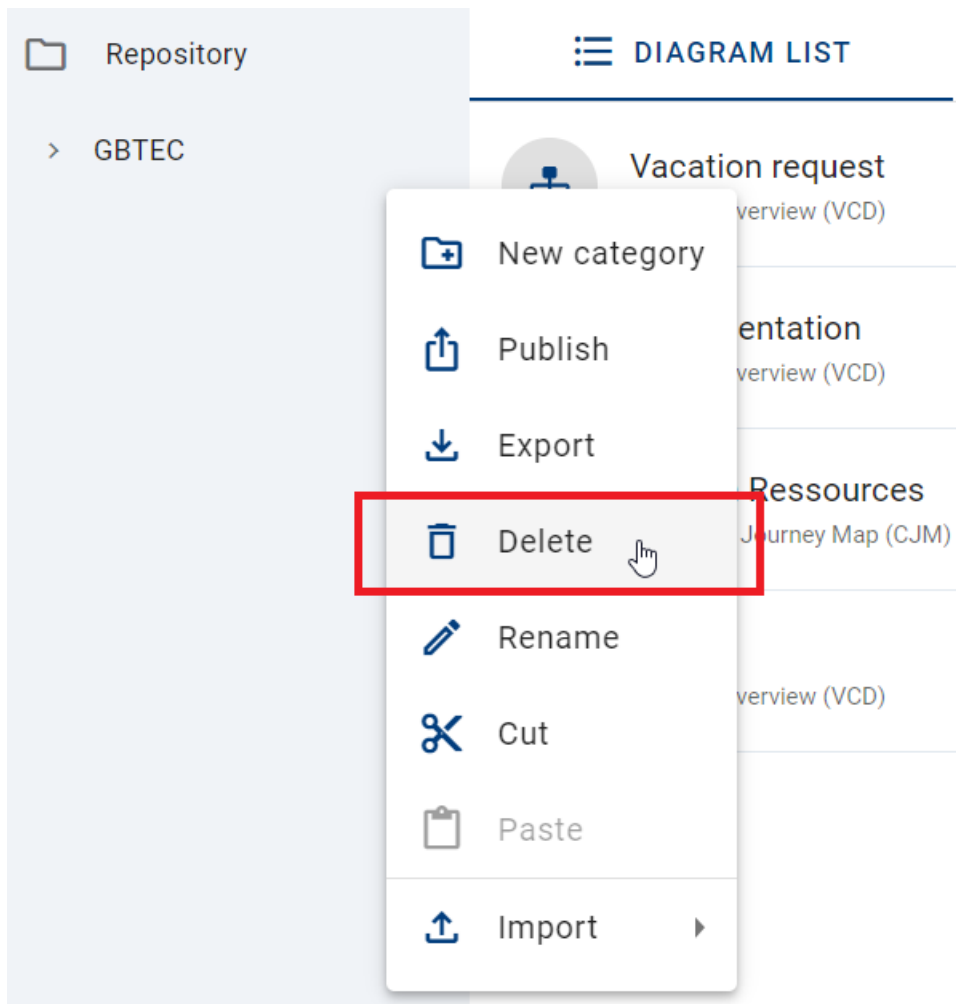 Repository
GBTEC
DIAGRAM LIST
Vacation request
verview (VCD)
entation
verview (VCD)
Ressources
Journey Map (CJM)
verview (VCD)
New category
Publish
Export
Delete
Rename
Cut
Paste
Import